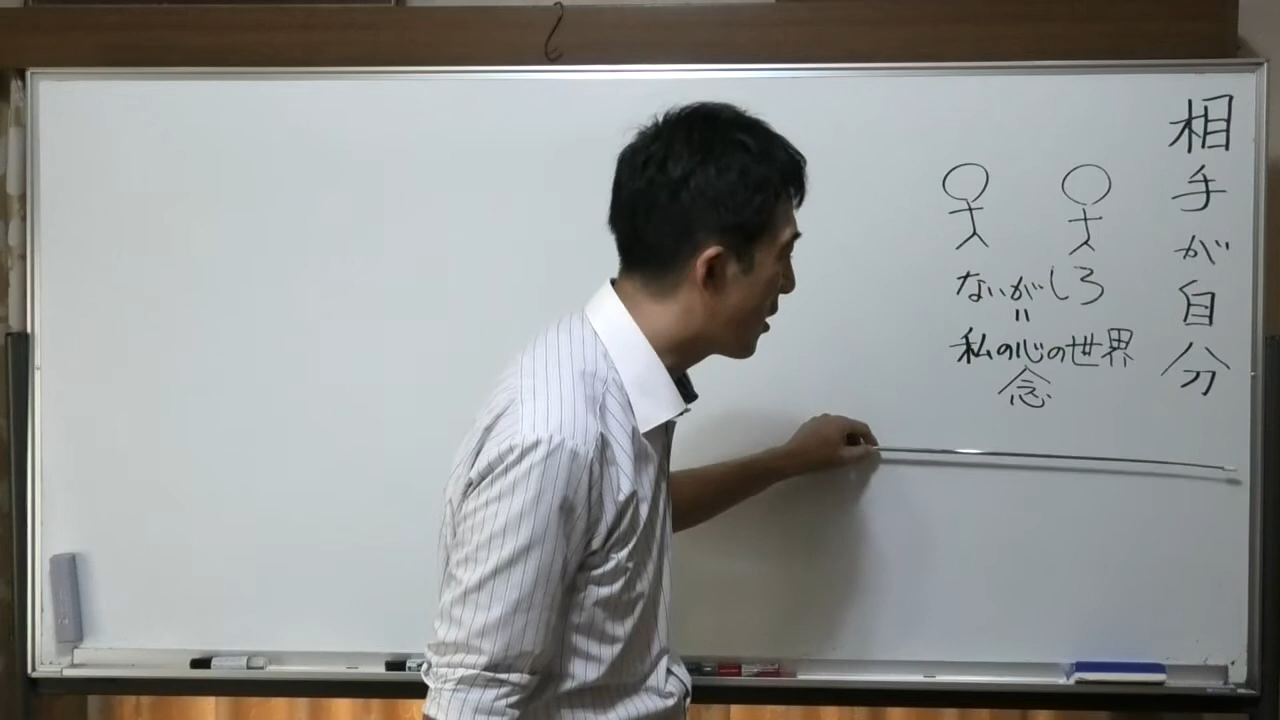 相手が自分
ないがしろ
=
私の心の世界
念